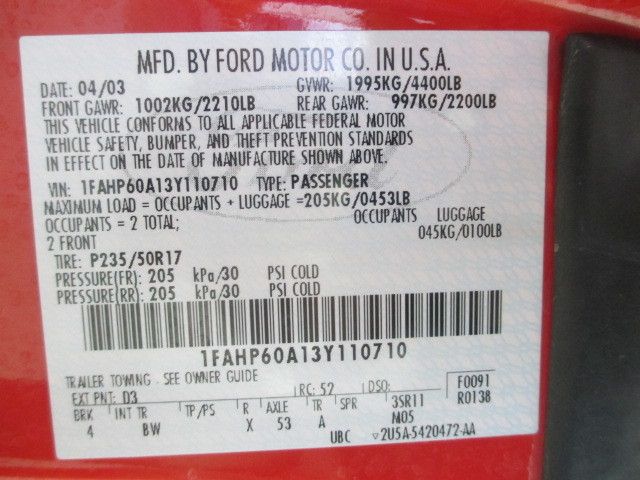 MFD. BY FORD MOTOR CO. IN U.S.A.
DATE: 04/03 GVWR: 1995KG/4400LB
FRONT GAWR: 1002KG/2210LB REAR GAWR: 997KG/2200LB
THIS VEHICLE CONFORMS TO ALL APPLICABLE FEDERAL MOTOR
VEHICLE SAFETY, BUMPER, AND THEFT PREVENTION STANDARDS
IN EFFECT ON THE DATE OF MANUFACTURE SHOWN ABOVE.
VIN: 1FAHP60A13Y110710 TYPE: PASSENGER
MAXIMUM LOAD = OCCUPANTS + LUGGAGE =205KG/0453LB
OCCUPANTS = 2 TOTAL; OCCUPANTS LUGGAGE
2 FRONT 045KG/0100LB
TIRE: P235/50R17
PRESSURE(FR): 205 kPa/30 PSI COLD
PRESSURE(RR): 205 kPa/30 PSI COLD
1FAHP60A13Y110710
TRAILER TOWING - SEE OWNER GUIDE
EXT PNT: D3 RC: 52 DSO: F0091
BRK INT TR TP/PS R AXLE TR SPR 3SR11 R0138
4 BW X 53 A M05
UBC ▽2U5A-5420472-AA